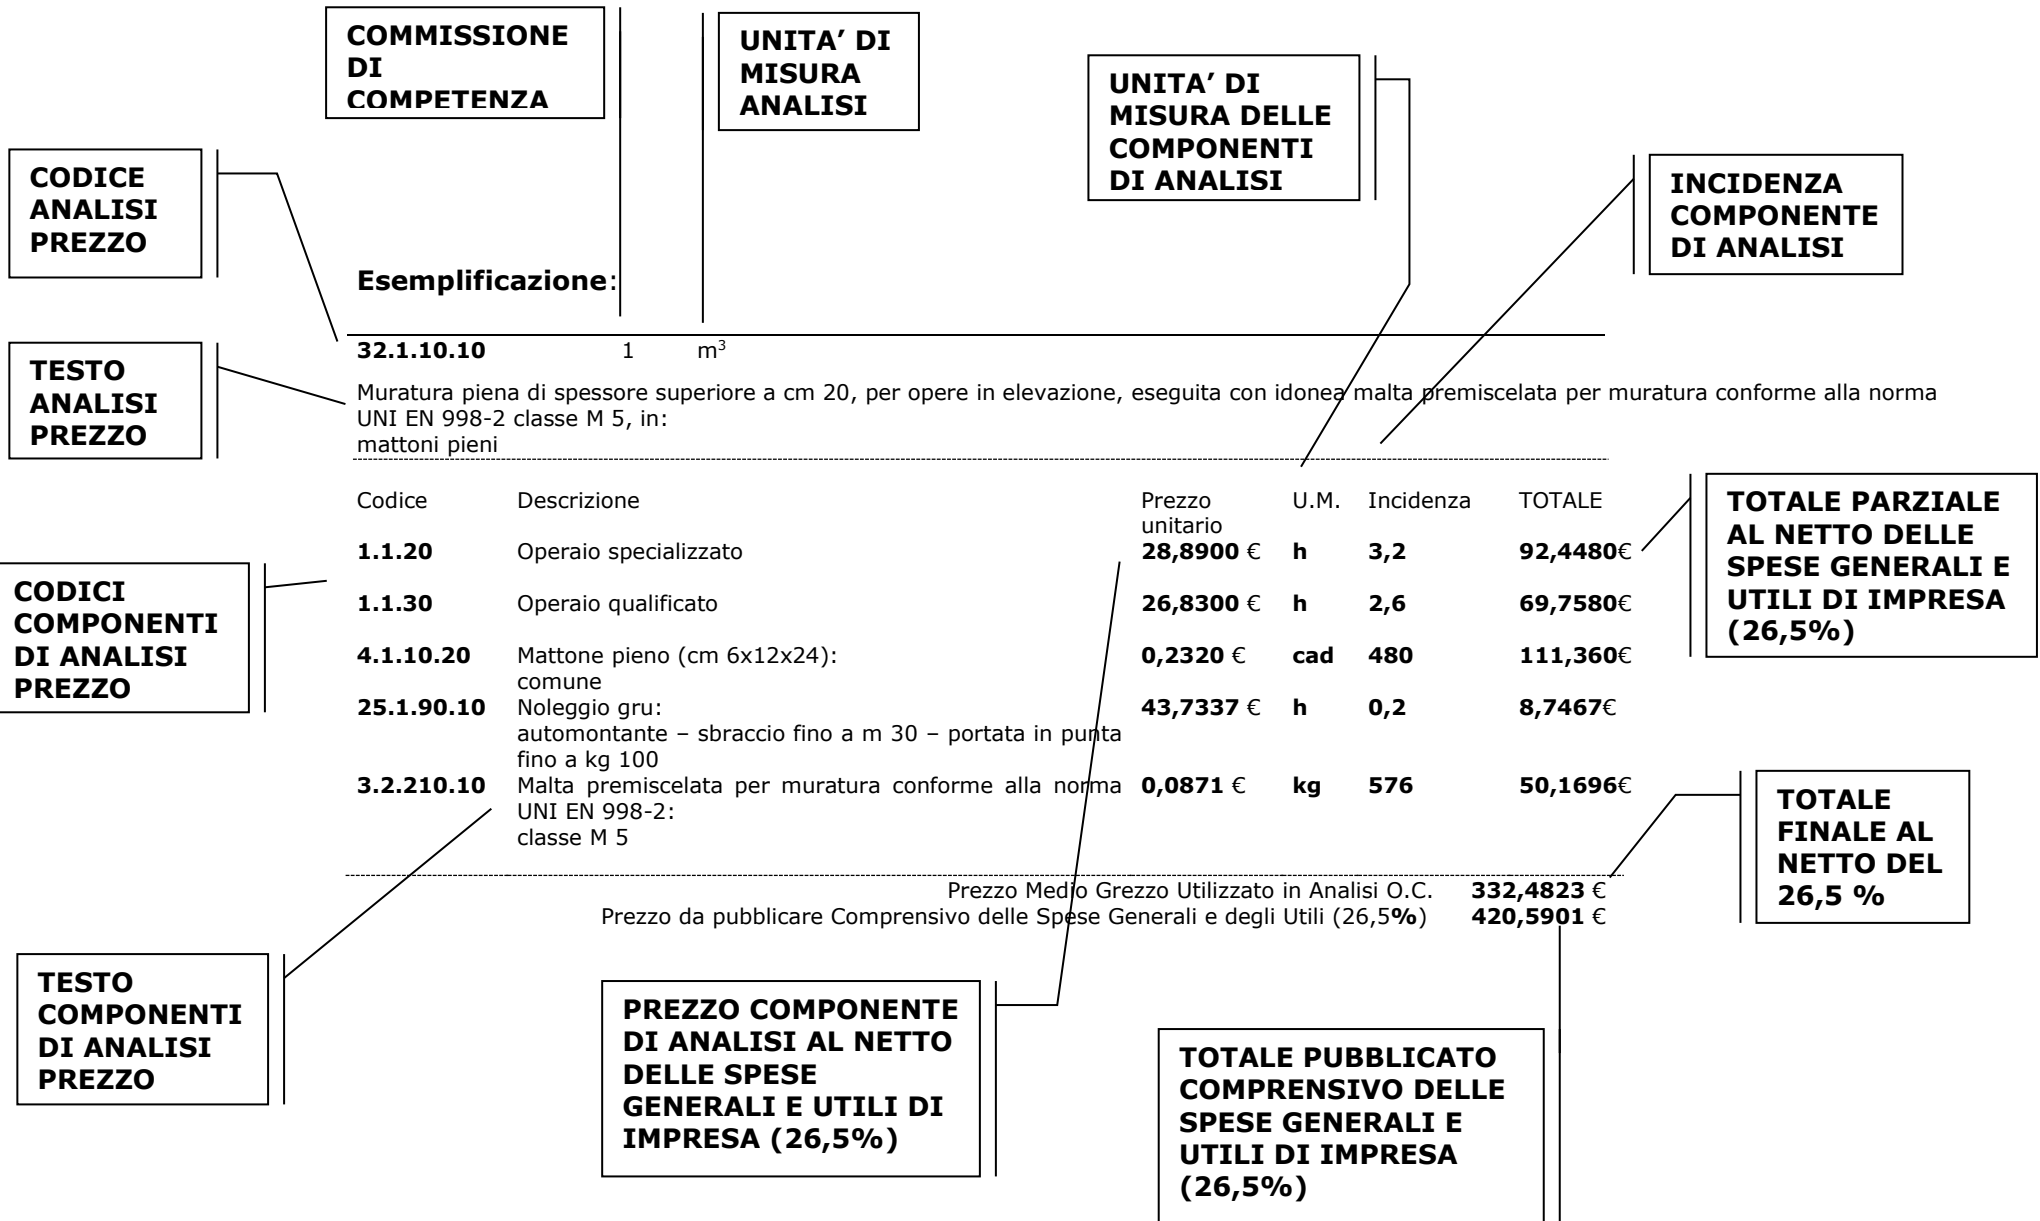 COMMISSIONE
DI
COMPETENZA
UNITA’ DI
MISURA
ANALISI
UNITA’ DI
MISURA DELLE
COMPONENTI
DI ANALISI
CODICE
ANALISI
PREZZO
INCIDENZA
COMPONENTE
DI ANALISI
Esemplificazione:
32.1.10.10 1 m³
TESTO
ANALISI
PREZZO
Muratura piena di spessore superiore a cm 20, per opere in elevazione, eseguita con idonea malta premiscelata per muratura conforme alla norma
UNI EN 998-2 classe M 5, in:
mattoni pieni
Codice Descrizione Prezzo U.M. Incidenza TOTALE
unitario
1.1.20 Operaio specializzato 28,8900 € h 3,2 92,4480€
1.1.30 Operaio qualificato 26,8300 € h 2,6 69,7580€
4.1.10.20 Mattone pieno (cm 6x12x24): 0,2320 € cad 480 111,360€
comune
25.1.90.10 Noleggio gru: 43,7337 € h 0,2 8,7467€
automontante – sbraccio fino a m 30 – portata in punta
fino a kg 100
3.2.210.10 Malta premiscelata per muratura conforme alla norma 0,0871 € kg 576 50,1696€
UNI EN 998-2:
classe M 5
TOTALE PARZIALE
AL NETTO DELLE
SPESE GENERALI E
UTILI DI IMPRESA
(26,5%)
CODICI
COMPONENTI
DI ANALISI
PREZZO
TOTALE
FINALE AL
NETTO DEL
26,5 %
Prezzo Medio Grezzo Utilizzato in Analisi O.C. 332,4823 €
Prezzo da pubblicare Comprensivo delle Spese Generali e degli Utili (26,5%) 420,5901 €
TESTO
COMPONENTI
DI ANALISI
PREZZO
PREZZO COMPONENTE
DI ANALISI AL NETTO
DELLE SPESE
GENERALI E UTILI DI
IMPRESA (26,5%)
TOTALE PUBBLICATO
COMPRENSIVO DELLE
SPESE GENERALI E
UTILI DI IMPRESA
(26,5%)